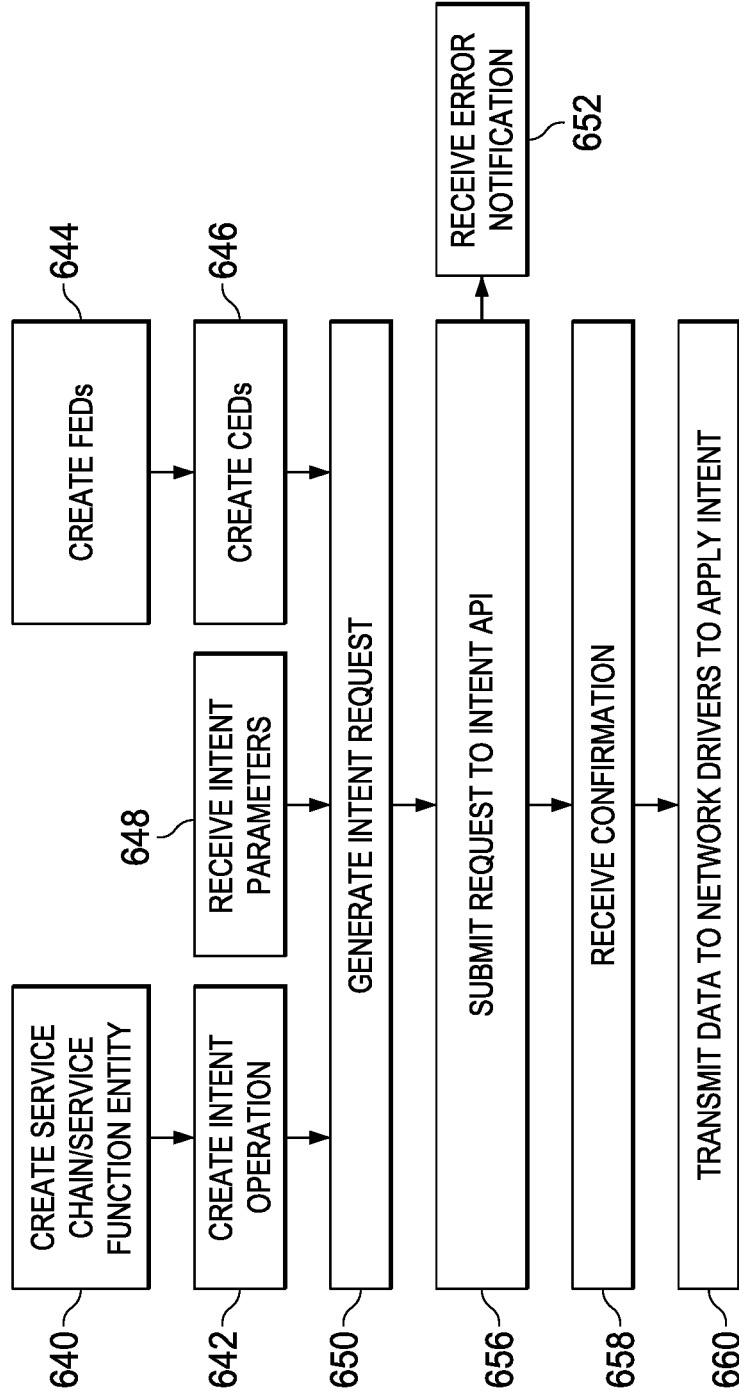 640
CREATE SERVICE
CHAIN/SERVICE
FUNCTION ENTITY
CREATE FEDs
644
642
CREATE INTENT
OPERATION
648
RECEIVE INTENT
PARAMETERS
CREATE CEDs
646
650
GENERATE INTENT REQUEST
656
SUBMIT REQUEST TO INTENT API
RECEIVE ERROR
NOTIFICATION
652
658
RECEIVE CONFIRMATION
660
TRANSMIT DATA TO NETWORK DRIVERS TO APPLY INTENT